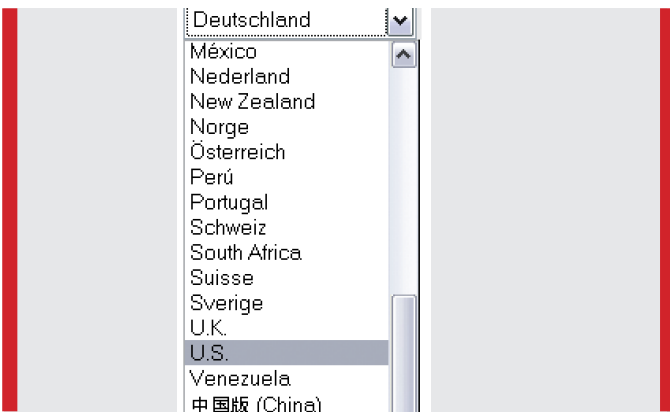 Deutschland
México
Nederland
New Zealand
Norge
Österreich
Perú
Portugal
Schweiz
South Africa
Suisse
Sverige
U.K.
U.S.
Venezuela
中国版 (China)